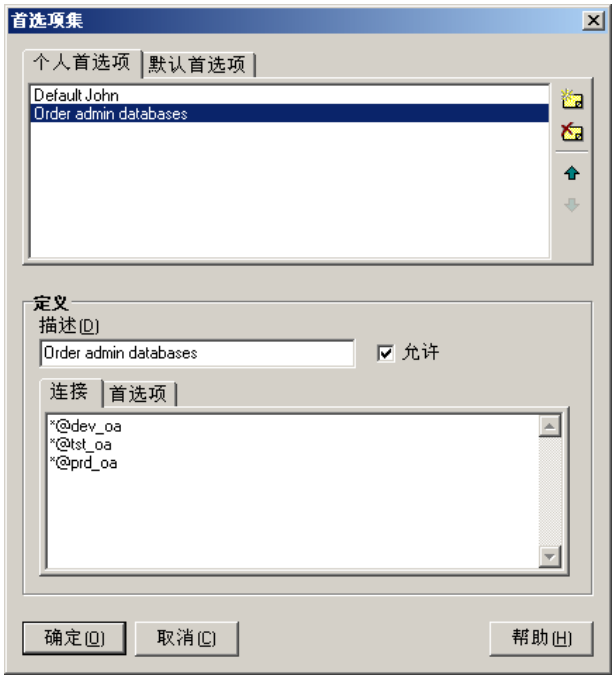 首选项集
个人首选项 默认首选项
Default John
Order admin databases
定义
描述(D)
Order admin databases
允许
连接 首选项
*@dev_oa
*@tst_oa
*@prd_oa
确定(O) 取消(C) 帮助(H)